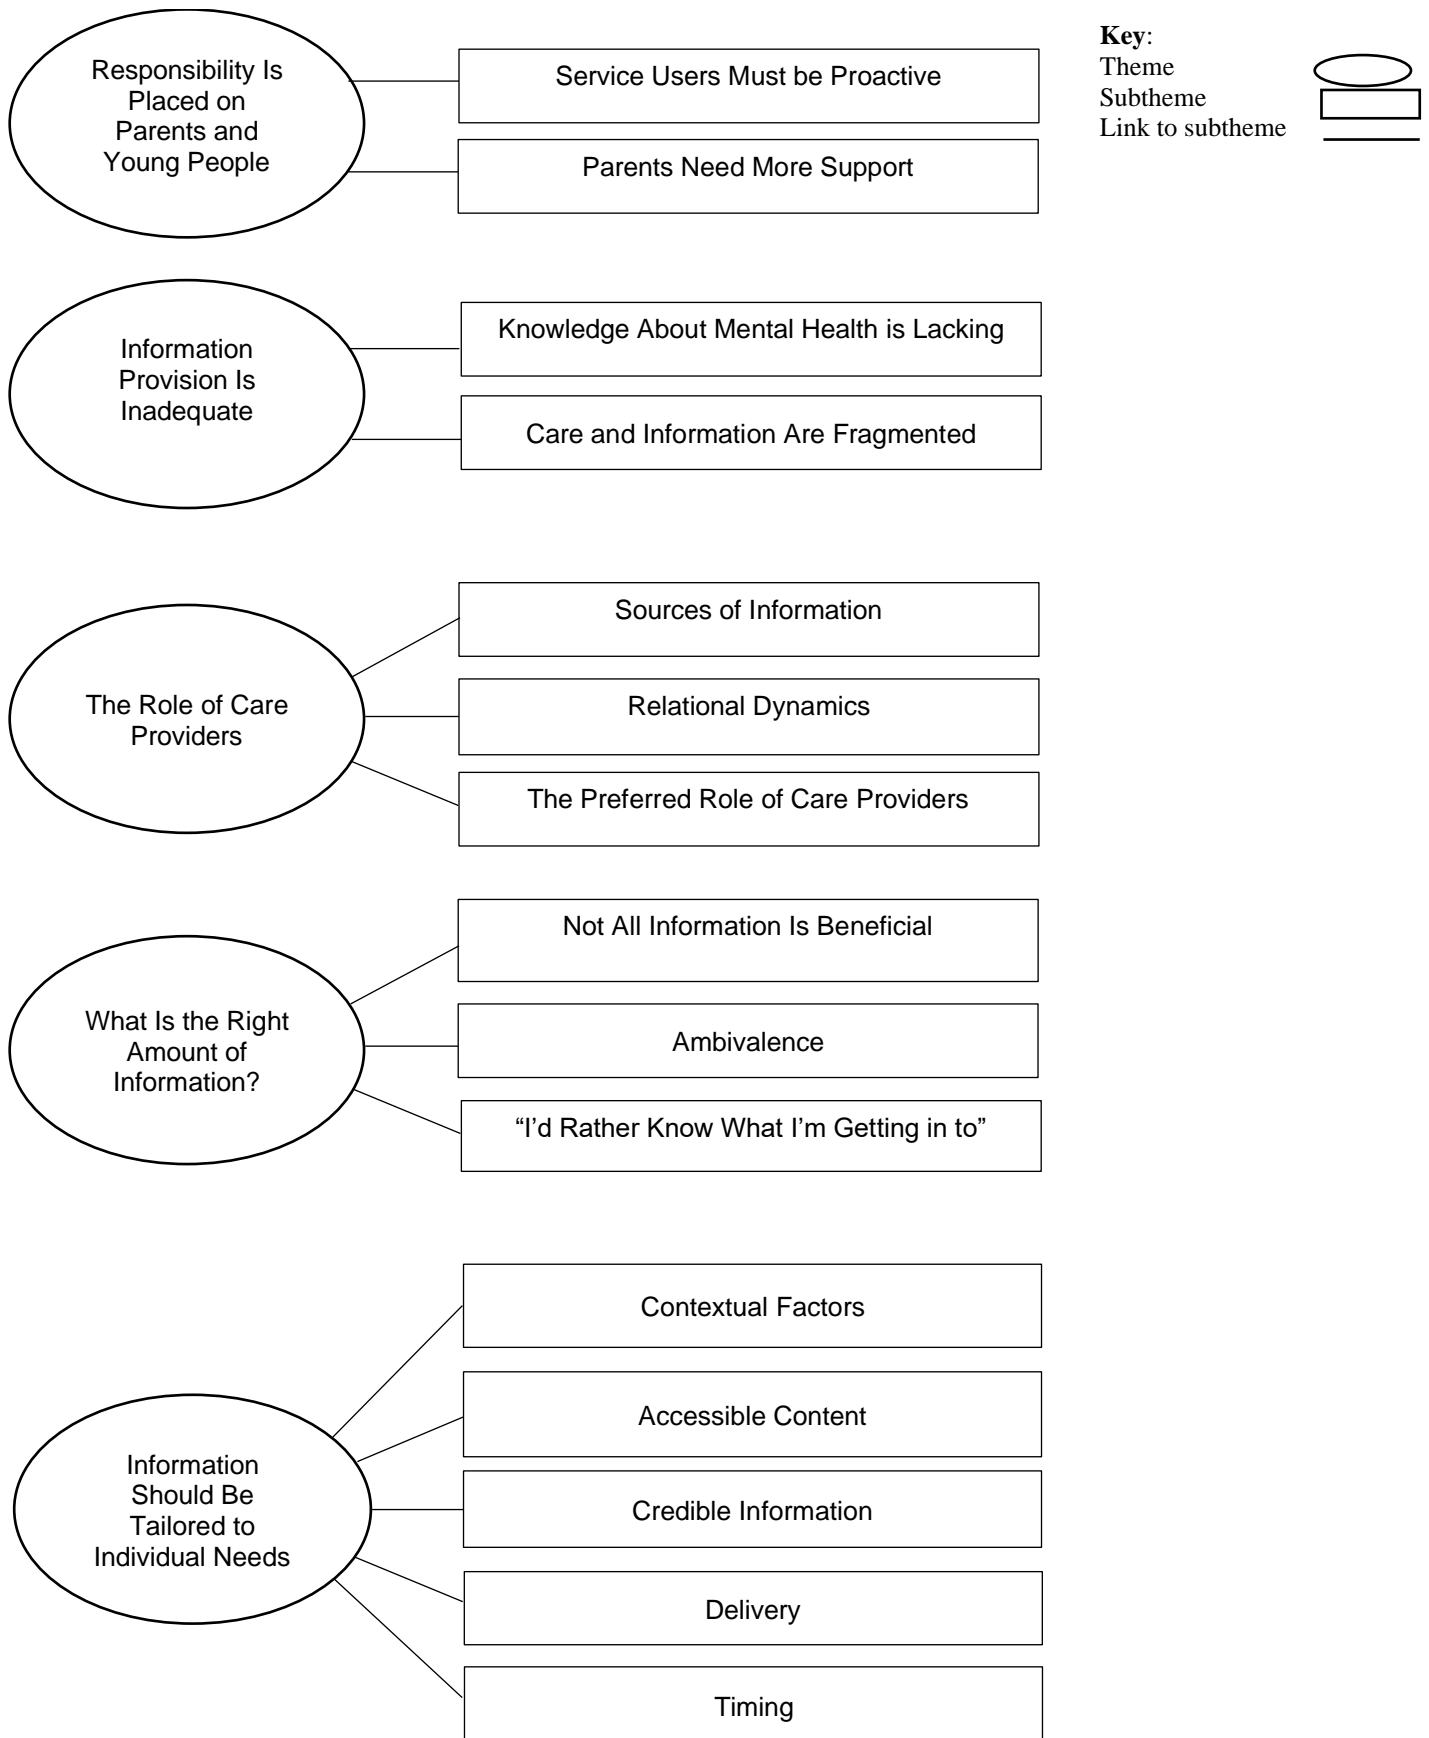 Responsibility Is
Placed on
Parents and
Young People
Service Users Must be Proactive
Parents Need More Support
Key:
Theme
Subtheme
Link to subtheme
Information
Provision Is
Inadequate
Knowledge About Mental Health is Lacking
Care and Information Are Fragmented
The Role of Care
Providers
Sources of Information
Relational Dynamics
The Preferred Role of Care Providers
What Is the Right
Amount of
Information?
Not All Information Is Beneficial
Ambivalence
“I’d Rather Know What I’m Getting in to”
Information
Should Be
Tailored to
Individual Needs
Contextual Factors
Accessible Content
Credible Information
Delivery
Timing